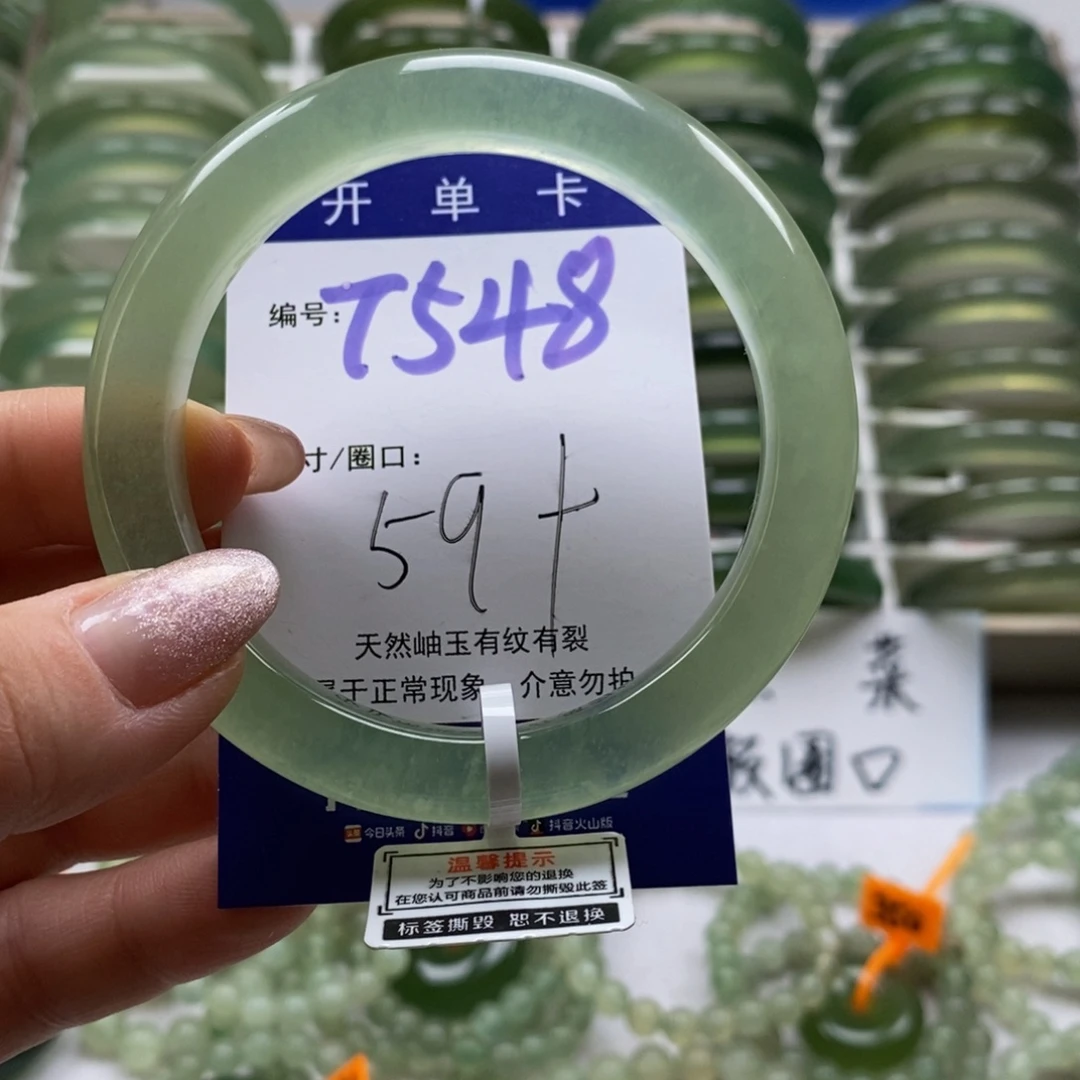 开单卡
编号：T548
寸/圈口：
59+
天然岫玉有纹有裂
属于正常现象 介意勿拍
今日头条 抖音 抖音火山版
温馨提示
为了不影响您的退换
在您认可商品前请勿撕毁此签
标签撕毁 恕不退换
圈口